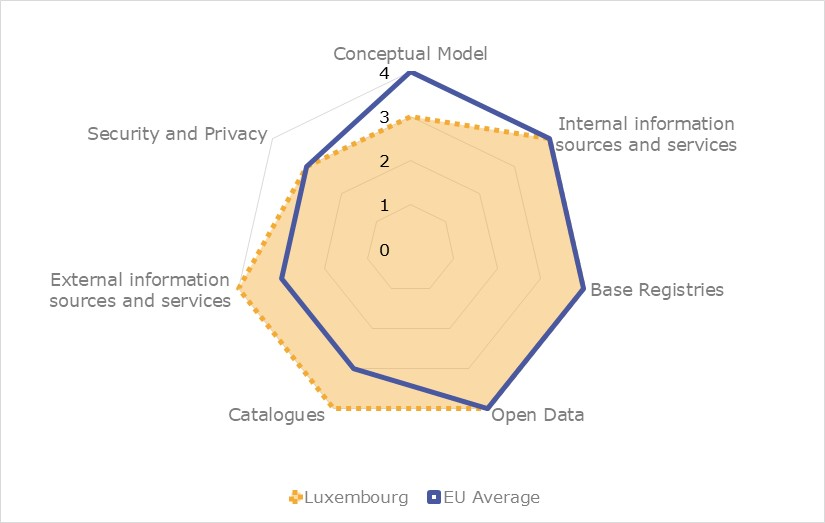 Conceptual Model
4
3
2
1
0
Internal information
sources and services
Base Registries
Open Data
Catalogues
External information
sources and services
Security and Privacy
Luxembourg
EU Average